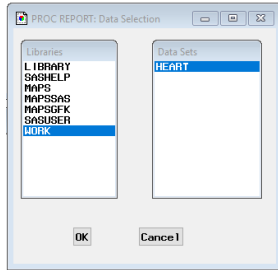 PROC REPORT: Data Selection
Libraries
LIBRARY
SASHELP
MAPS
MAPSSAS
MAPSGFK
SASUSER
WORK
Data Sets
HEART
OK
Cancel